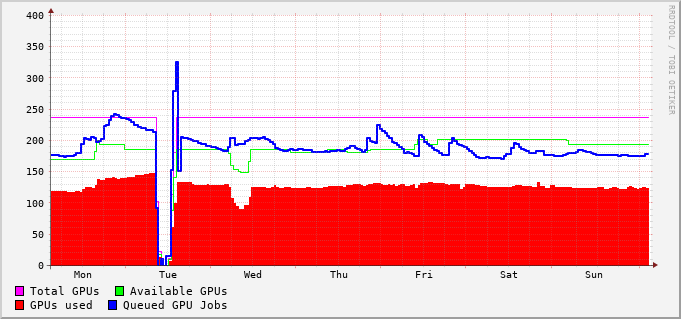 400
350
300
250
200
150
100
50
0
Mon Tue Wed Thu Fri Sat Sun
Total GPUs Available GPUs
GPUs used Queued GPU Jobs
RRDTOOL / TOBI OETIKER